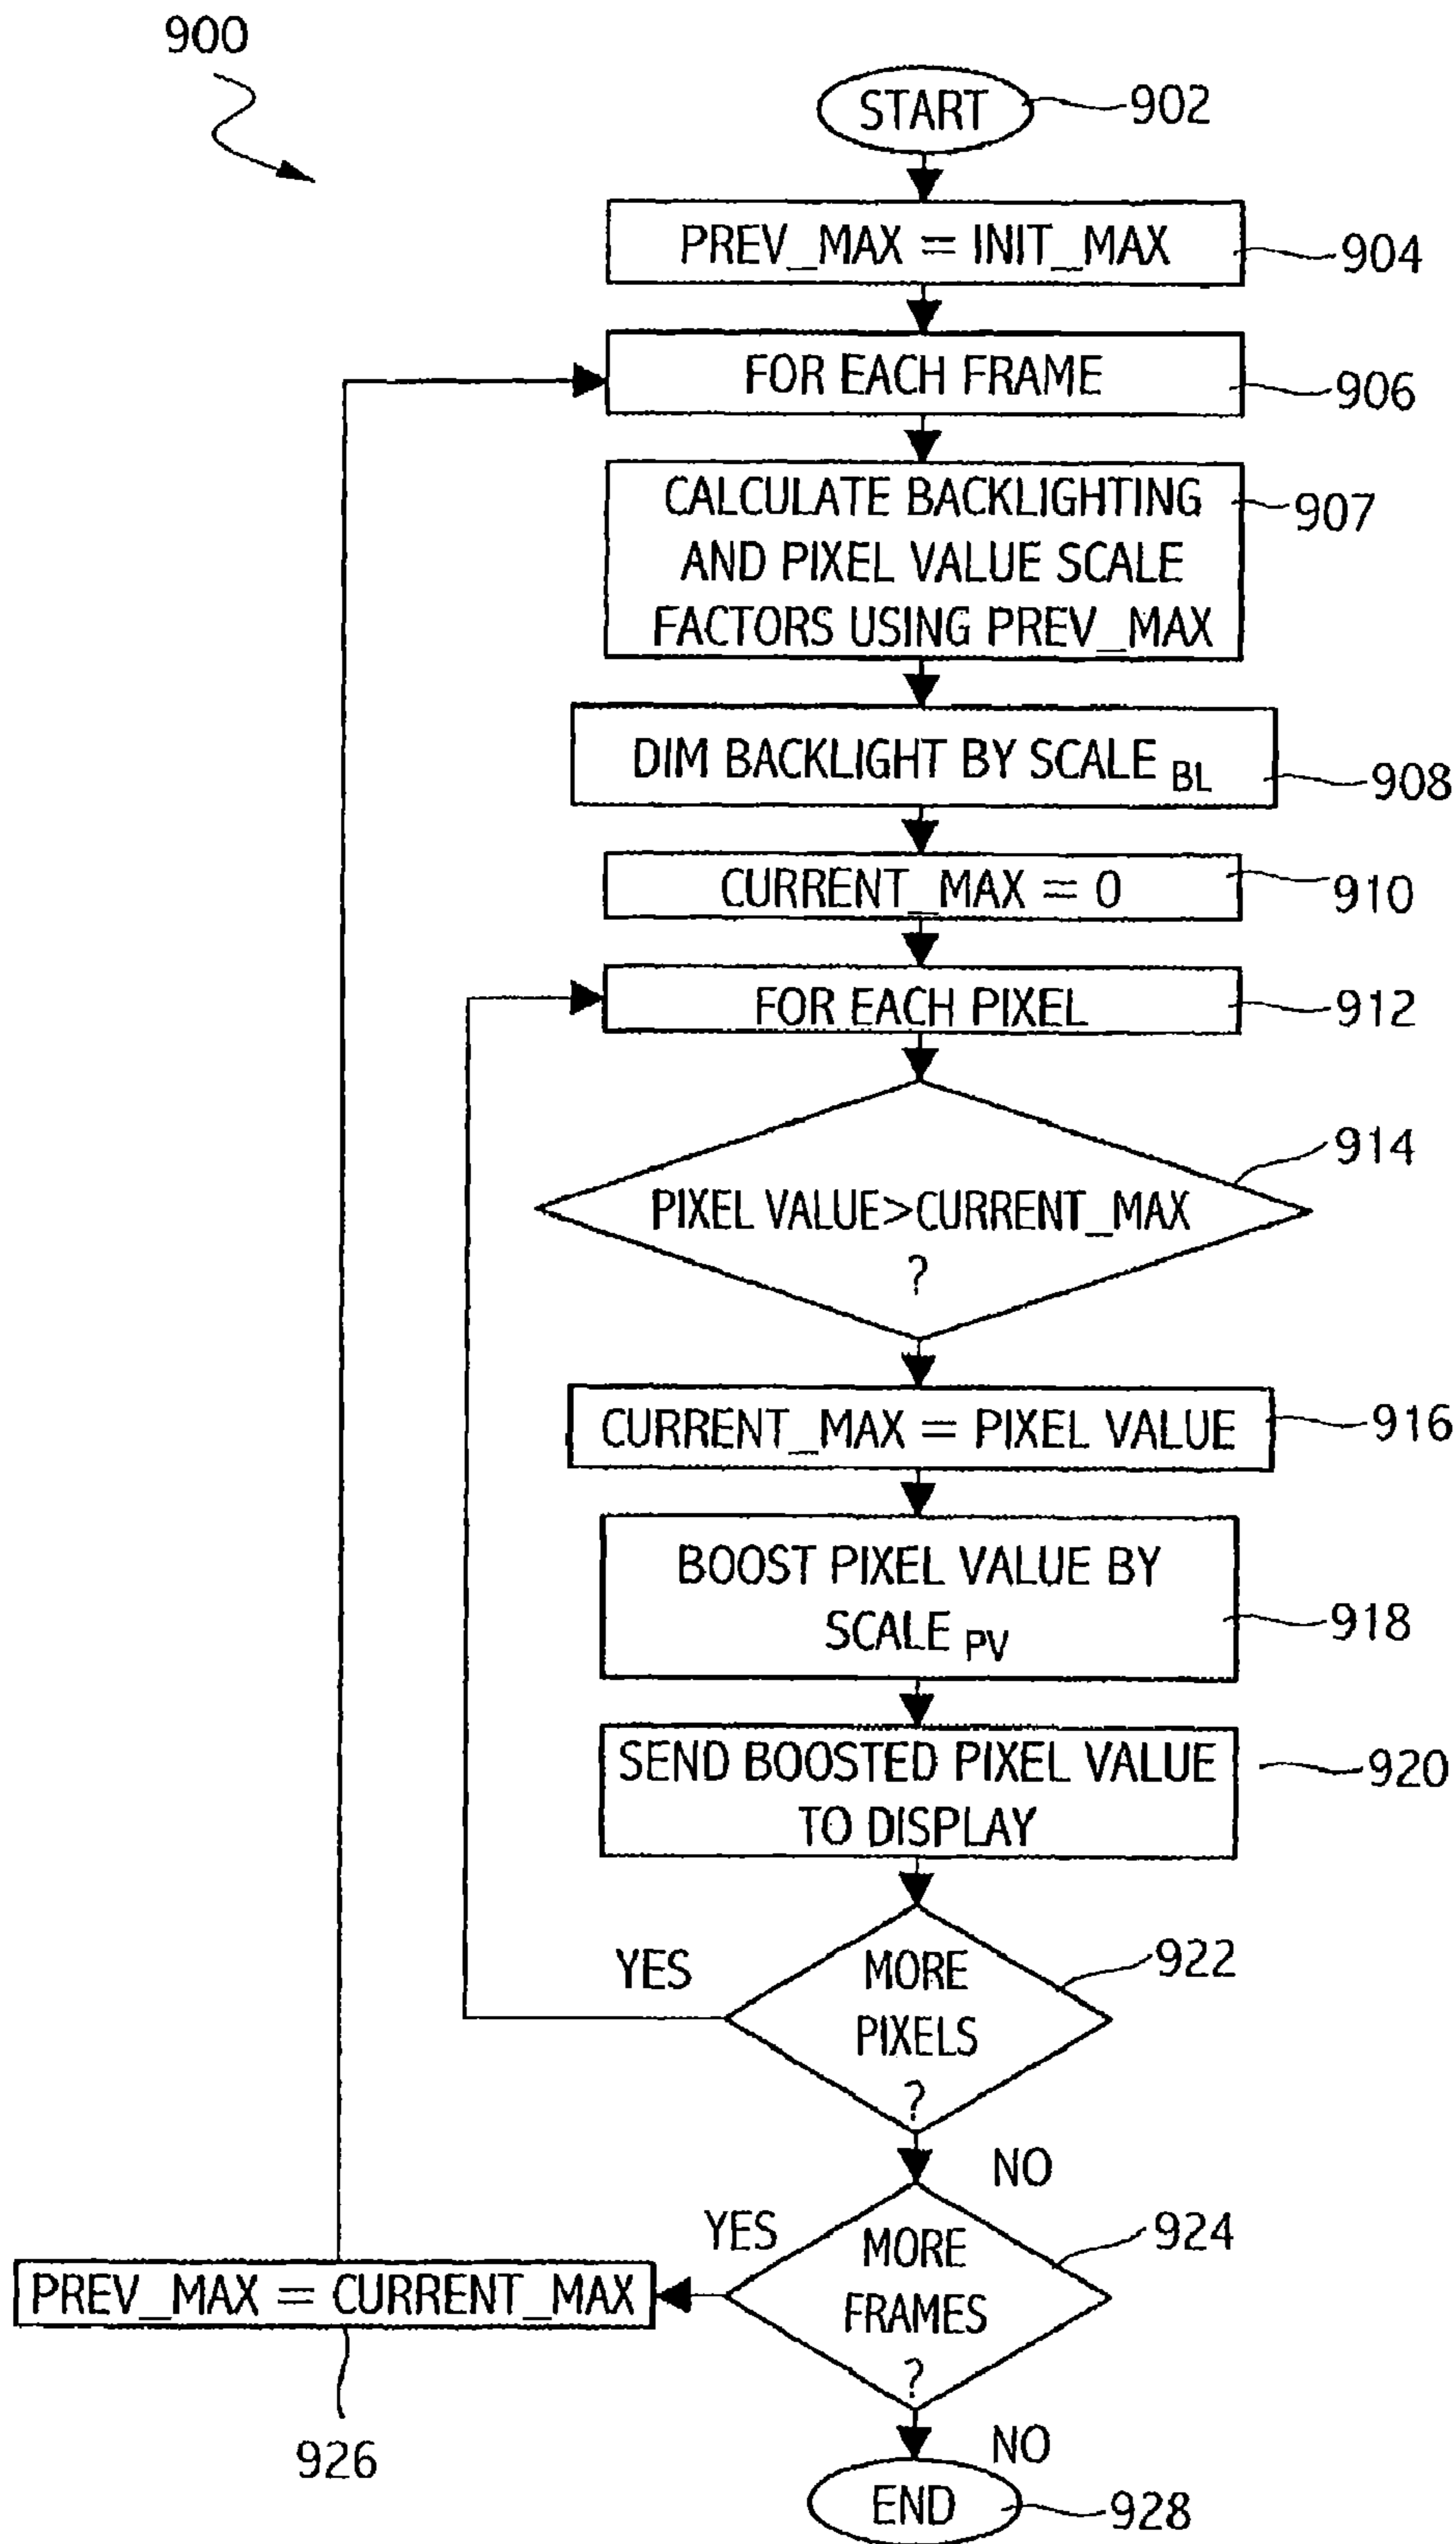 900
START
902
PREV_MAX = INIT_MAX
904
FOR EACH FRAME
906
CALCULATE BACKLIGHTING
AND PIXEL VALUE SCALE
FACTORS USING PREV_MAX
907
DIM BACKLIGHT BY SCALE BL
908
CURRENT_MAX = 0
910
FOR EACH PIXEL
912
PIXEL VALUE>CURRENT_MAX
?
914
CURRENT_MAX = PIXEL VALUE
916
BOOST PIXEL VALUE BY
SCALE PV
918
SEND BOOSTED PIXEL VALUE
TO DISPLAY
920
YES
MORE
PIXELS
?
922
NO
YES
MORE
FRAMES
?
924
PREV_MAX = CURRENT_MAX
926
NO
END
928